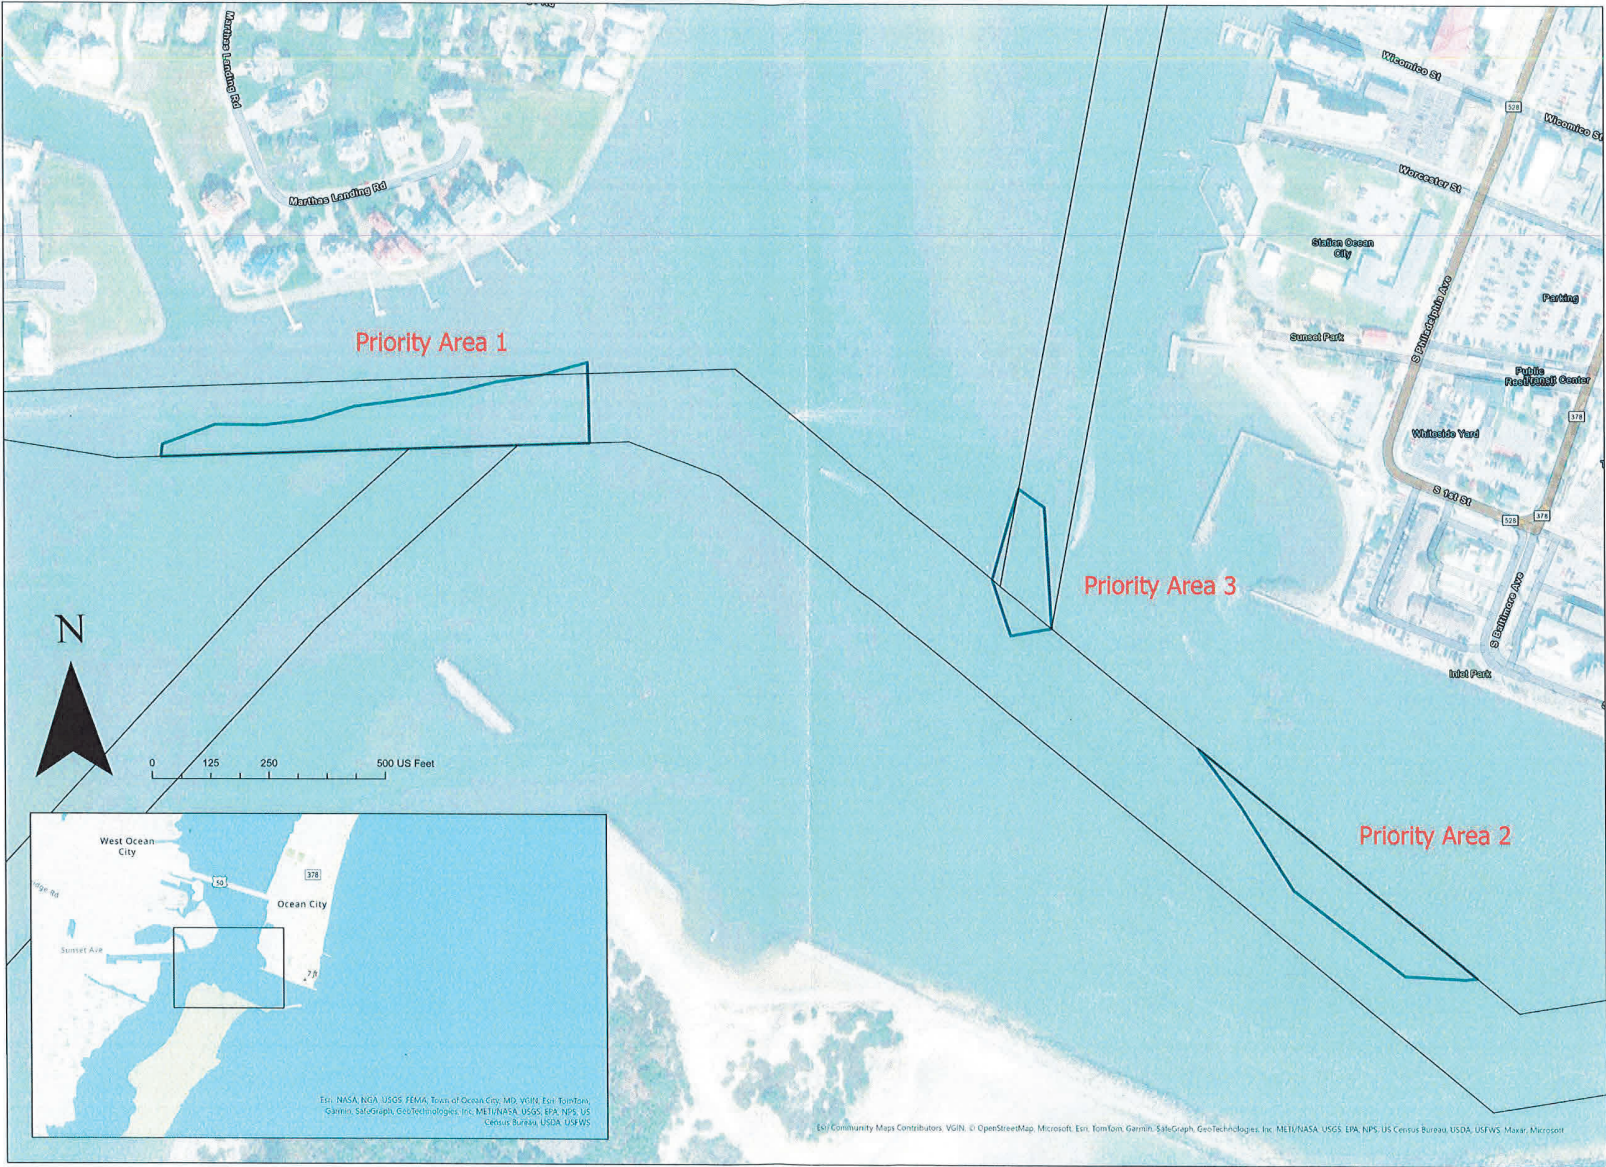 Marthas Landing Rd
Marthas Landing Rd
Wicomico St
528
Wicomico St
Worcester St
Station Ocean
City
S Philadelphia Ave
Parking
Sunset Park
Public
Transit Center
378
Whiteside Yard
S 1st St
528
378
S Baltimore Ave
Inlet Park
Priority Area 1
Priority Area 3
Priority Area 2
N
0 125 250 500 US Feet
West Ocean
City
50
378
Ocean City
Sunset Ave
7 ft
Esri, NASA, NGA, USGS, FEMA, Town of Ocean City, MD, VGIN, Esri, TomTom,
Garmin, SafeGraph, GeoTechnologies, Inc, METI/NASA, USGS, EPA, NPS, US
Census Bureau, USDA, USFWS
Esri Community Maps Contributors, VGIN, © OpenStreetMap, Microsoft, Esri, TomTom, Garmin, SafeGraph, GeoTechnologies, Inc, METI/NASA, USGS, EPA, NPS, US Census Bureau, USDA, USFWS, Maxar, Microsoft